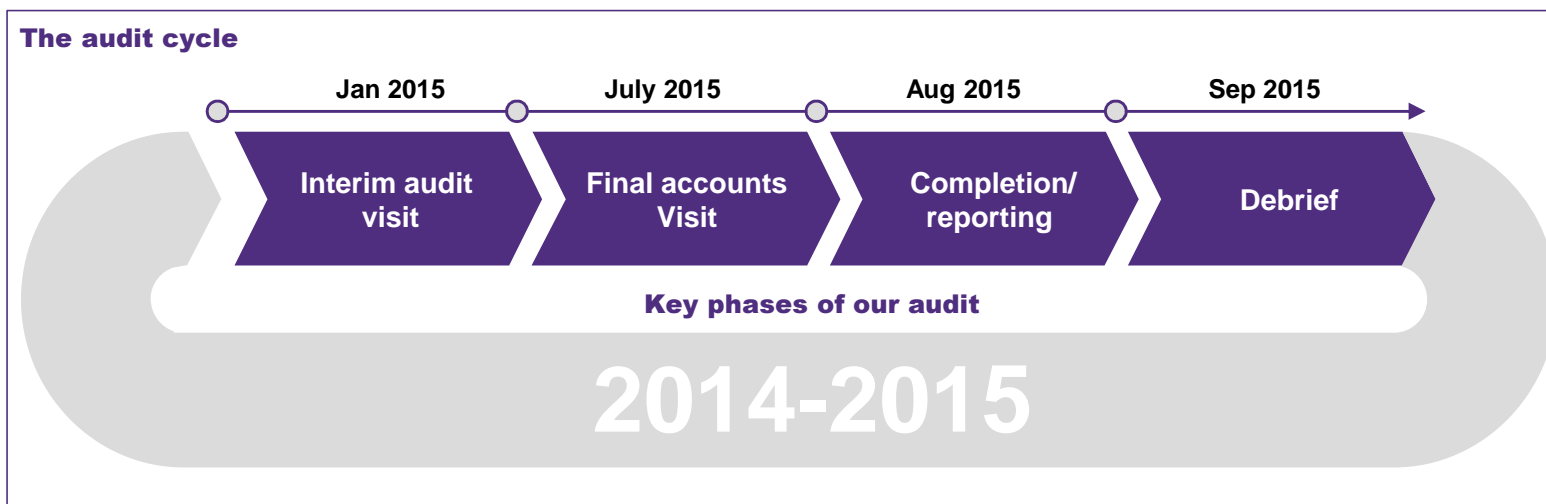 The audit cycle
Jan 2015
July 2015
Aug 2015
Sep 2015
Interim audit
visit
Final accounts
Visit
Completion/
reporting
Debrief
Key phases of our audit
2014-2015